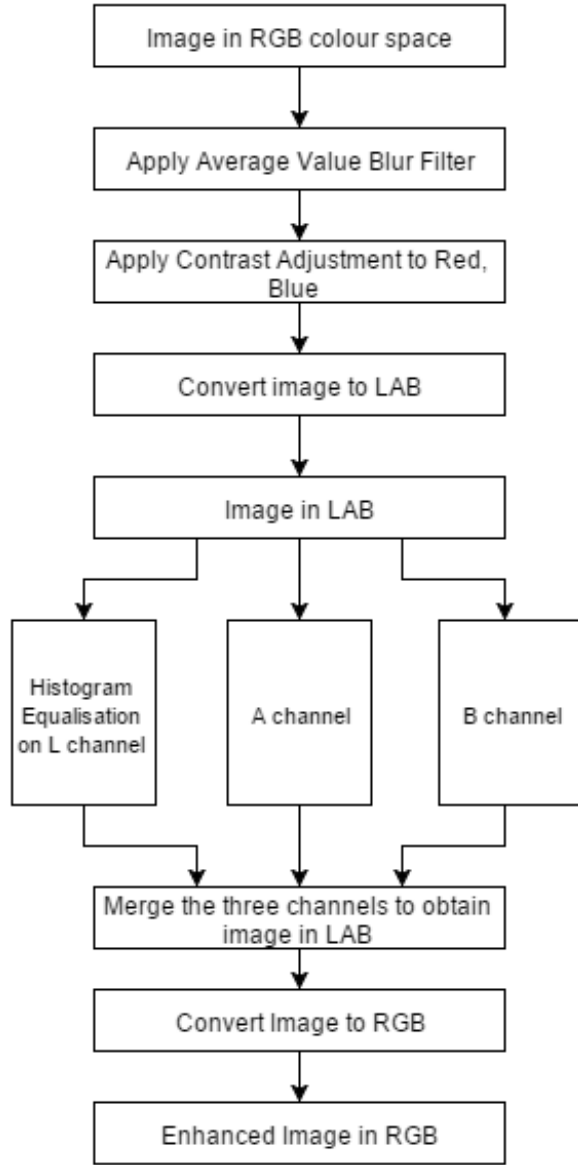 Image in RGB colour space
Apply Average Value Blur Filter
Apply Contrast Adjustment to Red,
Blue
Convert image to LAB
Image in LAB
Histogram
Equalisation
on L channel
A channel
B channel
Merge the three channels to obtain
image in LAB
Convert Image to RGB
Enhanced Image in RGB